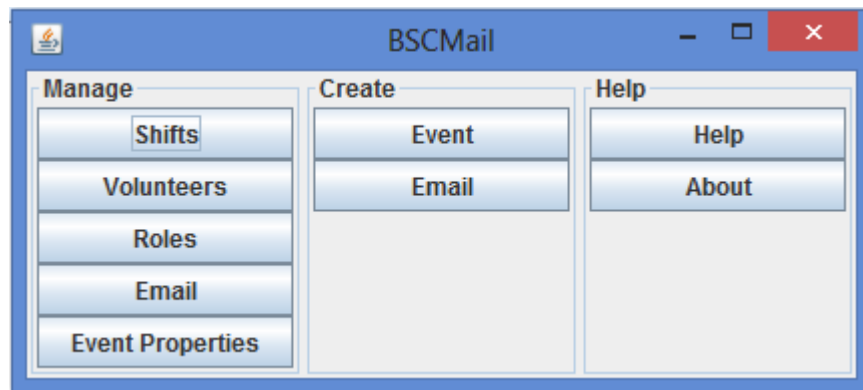 BSCMail
Manage
Shifts
Volunteers
Roles
Email
Event Properties
Create
Event
Email
Help
Help
About